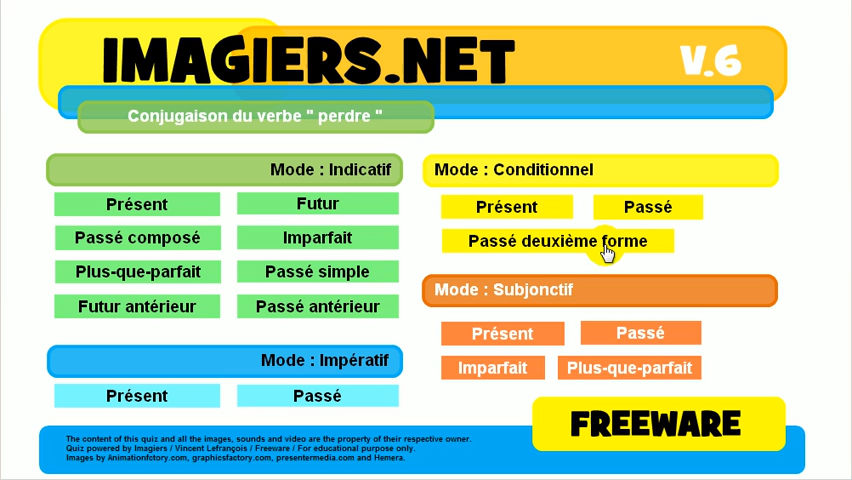 IMAGIERS.NET
V.6
Conjugaison du verbe " perdre "
Mode : Indicatif
Présent
Futur
Passé composé
Imparfait
Plus-que-parfait
Passé simple
Futur antérieur
Passé antérieur
Mode : Impératif
Présent
Passé
Mode : Conditionnel
Présent
Passé
Passé deuxième forme
Mode : Subjonctif
Présent
Passé
Imparfait
Plus-que-parfait
FREEWARE
The content of this quiz and all the images, sounds and video are the property of their respective owner.
Quiz powered by Imagiers / Vincent Lefrançois / Freeware / For educational purpose only.
Images by Animationfctory.com, graphicsfactory.com, presentermedia.com and Hemera.